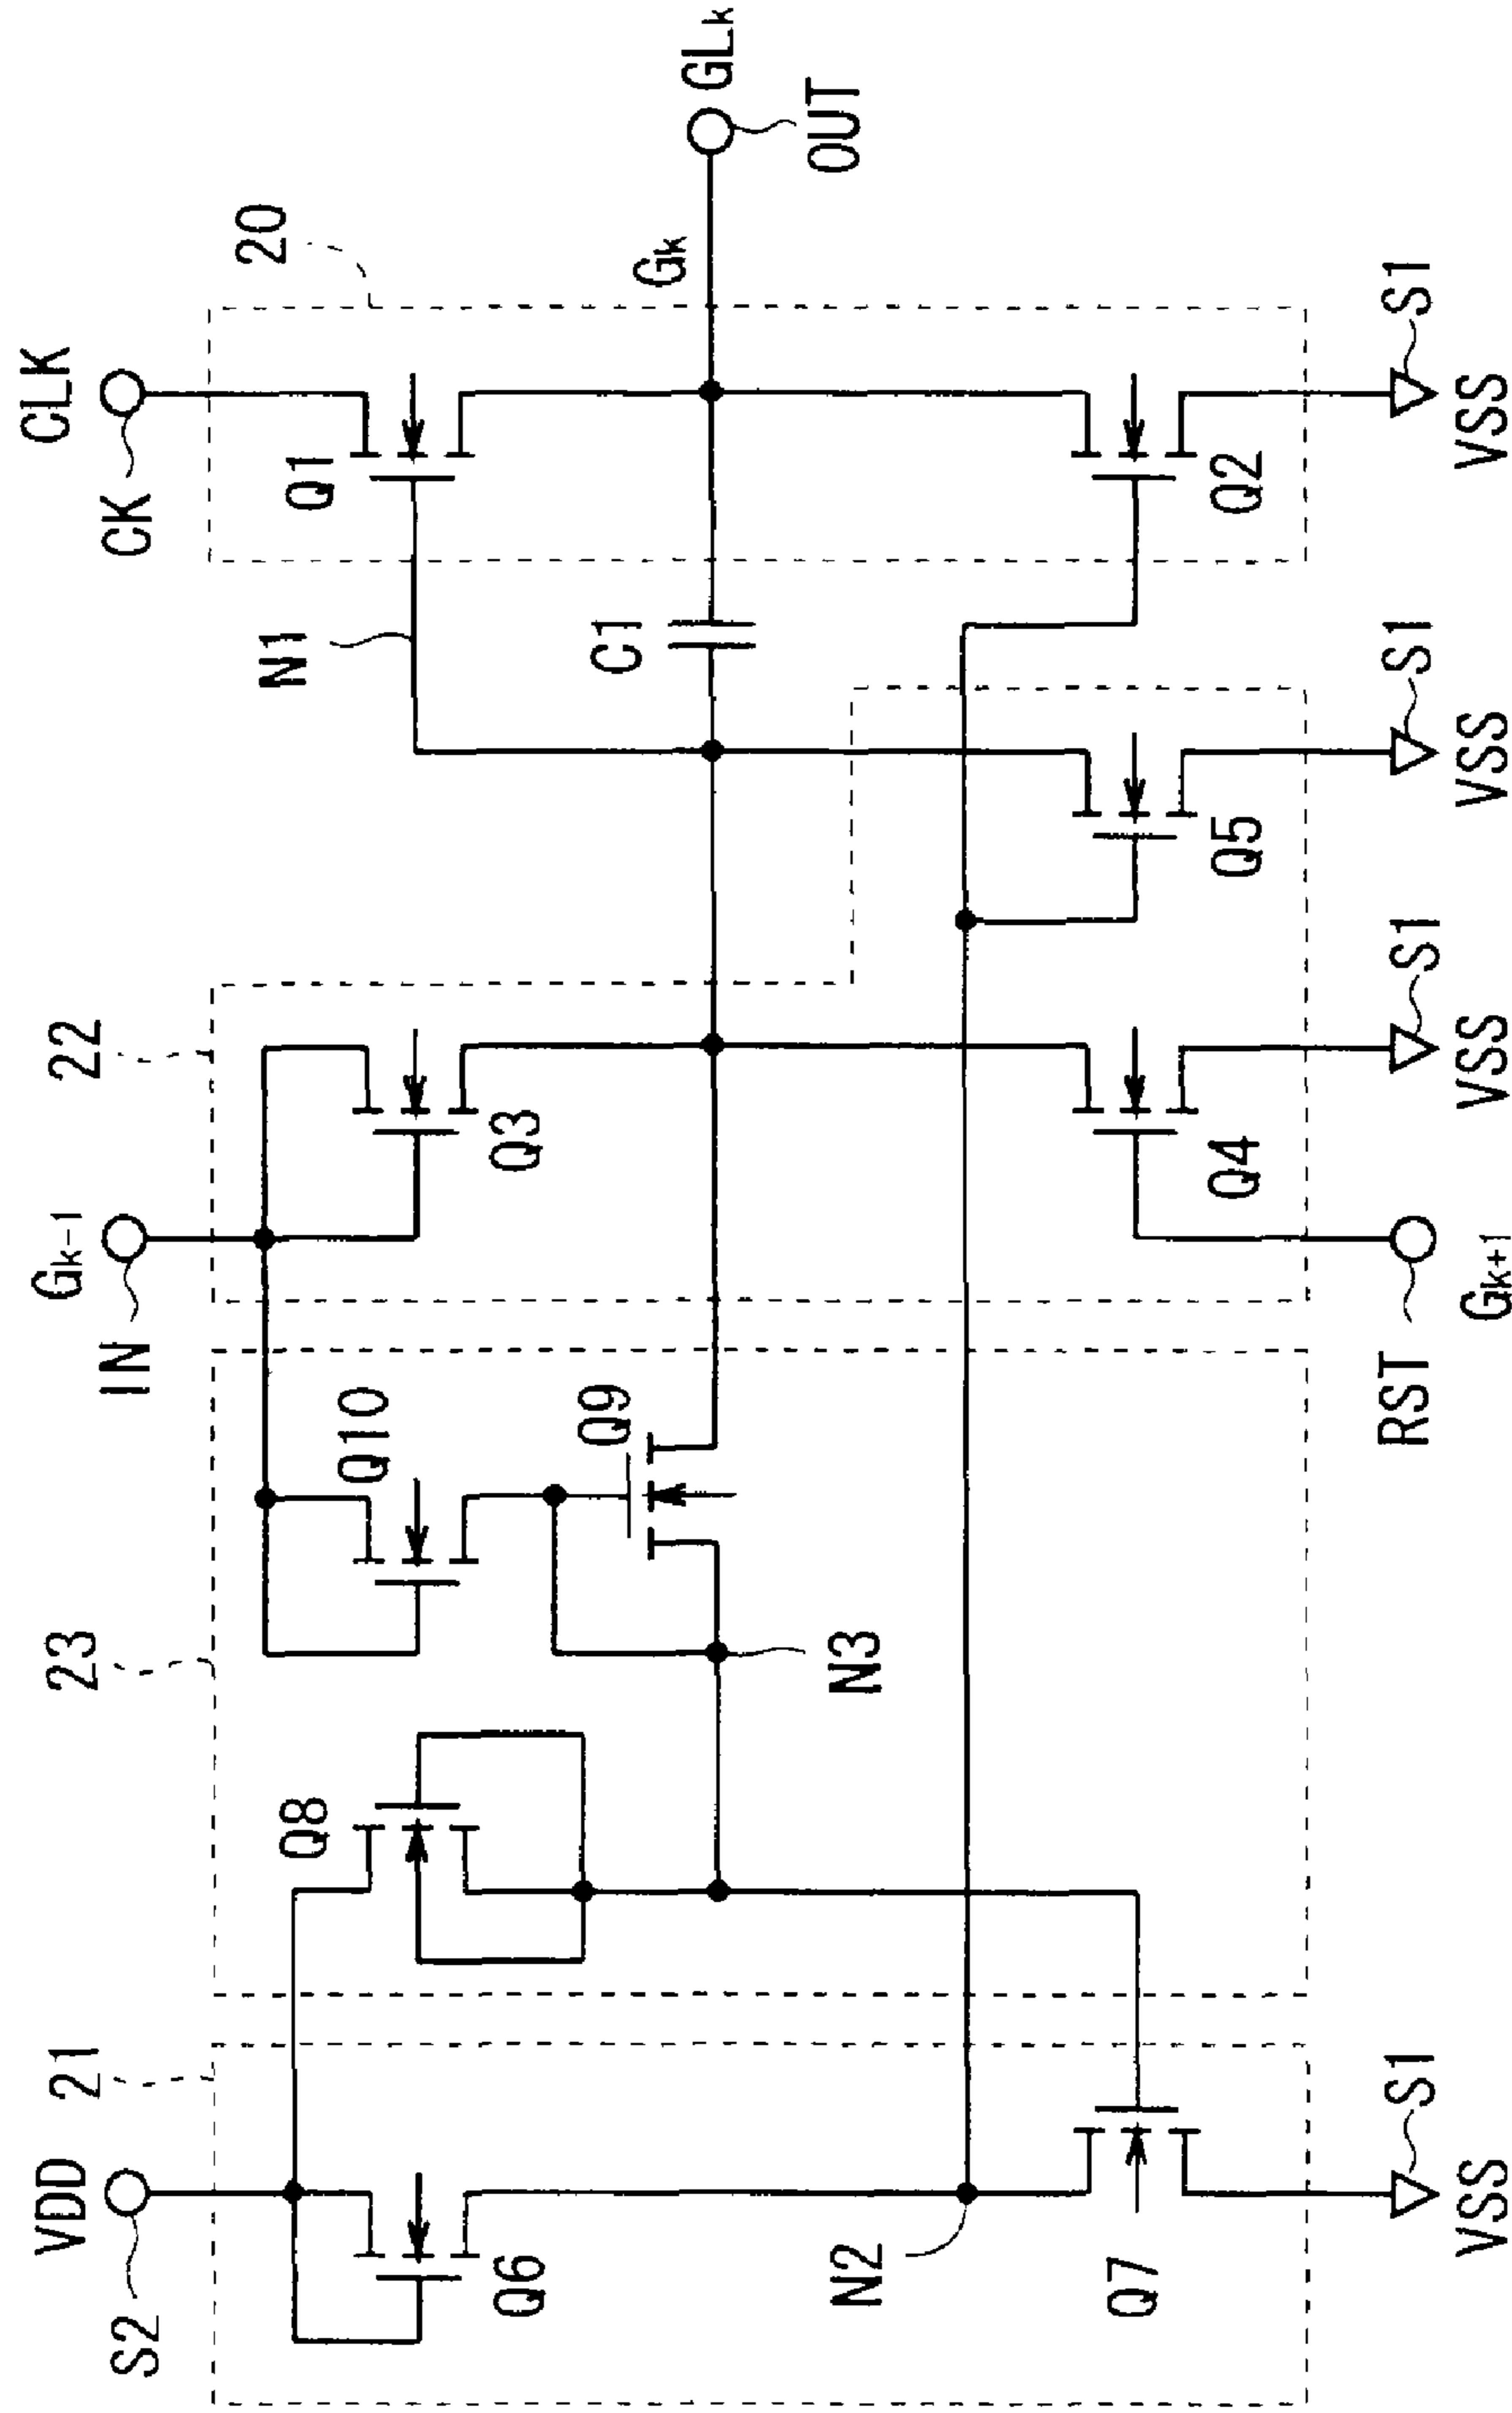 VDD
S2
21
23
IN
Gk-1
22
CLK
CK
20
Q6
Q8
Q10
Q9
Q3
N1
Q1
C1
Gk
GLk
OUT
N2
N3
Q7
Q4
Q5
Q2
S1
VSS
RST
Gk+1
S1
VSS
S1
VSS
S1
VSS